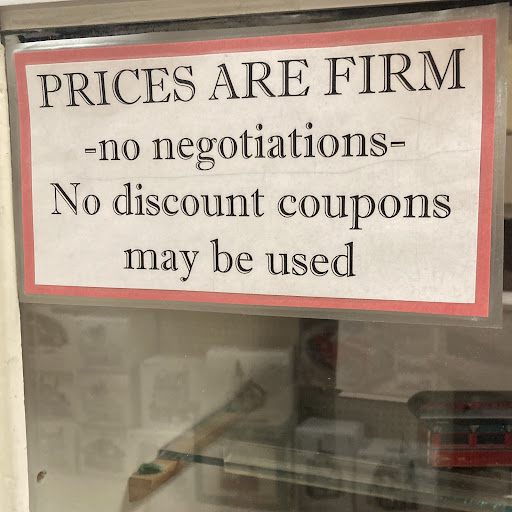 PRICES ARE FIRM
-no negotiations-
No discount coupons
may be used